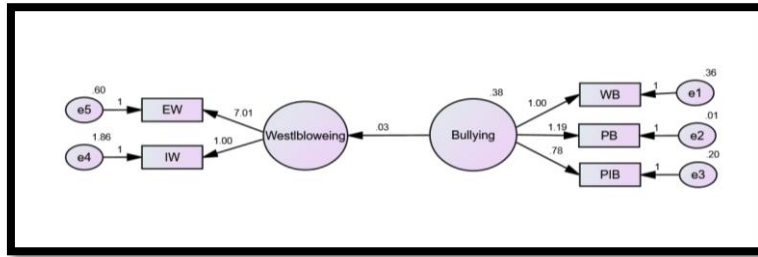 .60
e5
1
EW
7.01
1.86
e4
1
IW
1.00
Westlbloweing
.03
.38
Bullying
1.00
WB
1
.36
e1
1.19
PB
1
.01
e2
.78
PIB
1
.20
e3